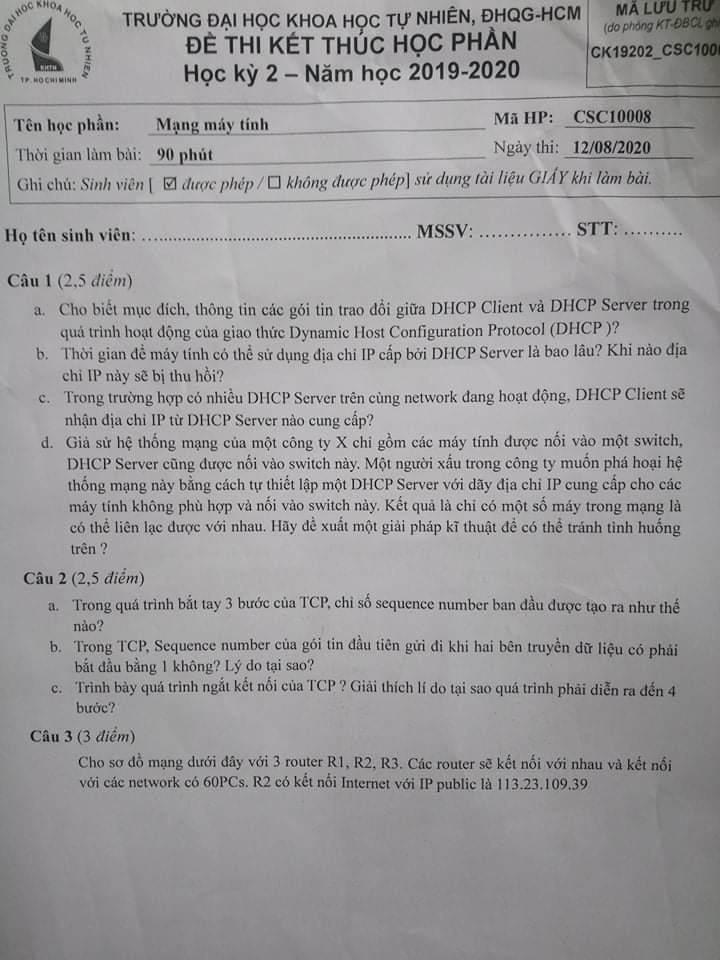 TRƯỜNG ĐẠI HỌC KHOA HỌC TỰ NHIÊN
KHTN
TP. HO CHI MINH
TRƯỜNG ĐẠI HỌC KHOA HỌC TỰ NHIÊN, ĐHQG-HCM
ĐỀ THI KẾT THÚC HỌC PHẦN
Học kỳ 2 – Năm học 2019-2020
MÃ LƯU TRỮ
(do phòng KT-ĐBCL
CK19202_CSC100
Tên học phần: Mạng máy tính Mã HP: CSC10008
Thời gian làm bài: 90 phút Ngày thi: 12/08/2020
Ghi chú: Sinh viên [ ☑ được phép / ☐ không được phép] sử dụng tài liệu GIẤY khi làm bài.
Họ tên sinh viên: ................................................ MSSV: ............... STT: ..........
Câu 1 (2,5 điểm)
a. Cho biết mục đích, thông tin các gói tin trao đổi giữa DHCP Client và DHCP Server trong
quá trình hoạt động của giao thức Dynamic Host Configuration Protocol (DHCP )?
b. Thời gian để máy tính có thể sử dụng địa chỉ IP cấp bởi DHCP Server là bao lâu? Khi nào địa
chỉ IP này sẽ bị thu hồi?
c. Trong trường hợp có nhiều DHCP Server trên cùng network đang hoạt động, DHCP Client sẽ
nhận địa chỉ IP từ DHCP Server nào cung cấp?
d. Giả sử hệ thống mạng của một công ty X chỉ gồm các máy tính được nối vào một switch,
DHCP Server cũng được nối vào switch này. Một người xấu trong công ty muốn phá hoại hệ
thống mạng này bằng cách tự thiết lập một DHCP Server với dãy địa chỉ IP cung cấp cho các
máy tính không phù hợp và nối vào switch này. Kết quả là chỉ có một số máy trong mạng là
có thể liên lạc được với nhau. Hãy đề xuất một giải pháp kĩ thuật để có thể tránh tình huống
trên ?
Câu 2 (2,5 điểm)
a. Trong quá trình bắt tay 3 bước của TCP, chỉ số sequence number ban đầu được tạo ra như thế
nào?
b. Trong TCP, Sequence number của gói tin đầu tiên gửi đi khi hai bên truyền dữ liệu có phải
bắt đầu bằng 1 không? Lý do tại sao?
c. Trình bày quá trình ngắt kết nối của TCP ? Giải thích lí do tại sao quá trình phải diễn ra đến 4
bước?
Câu 3 (3 điểm)
Cho sơ đồ mạng dưới đây với 3 router R1, R2, R3. Các router sẽ kết nối với nhau và kết nối
với các network có 60PCs. R2 có kết nối Internet với IP public là 113.23.109.39